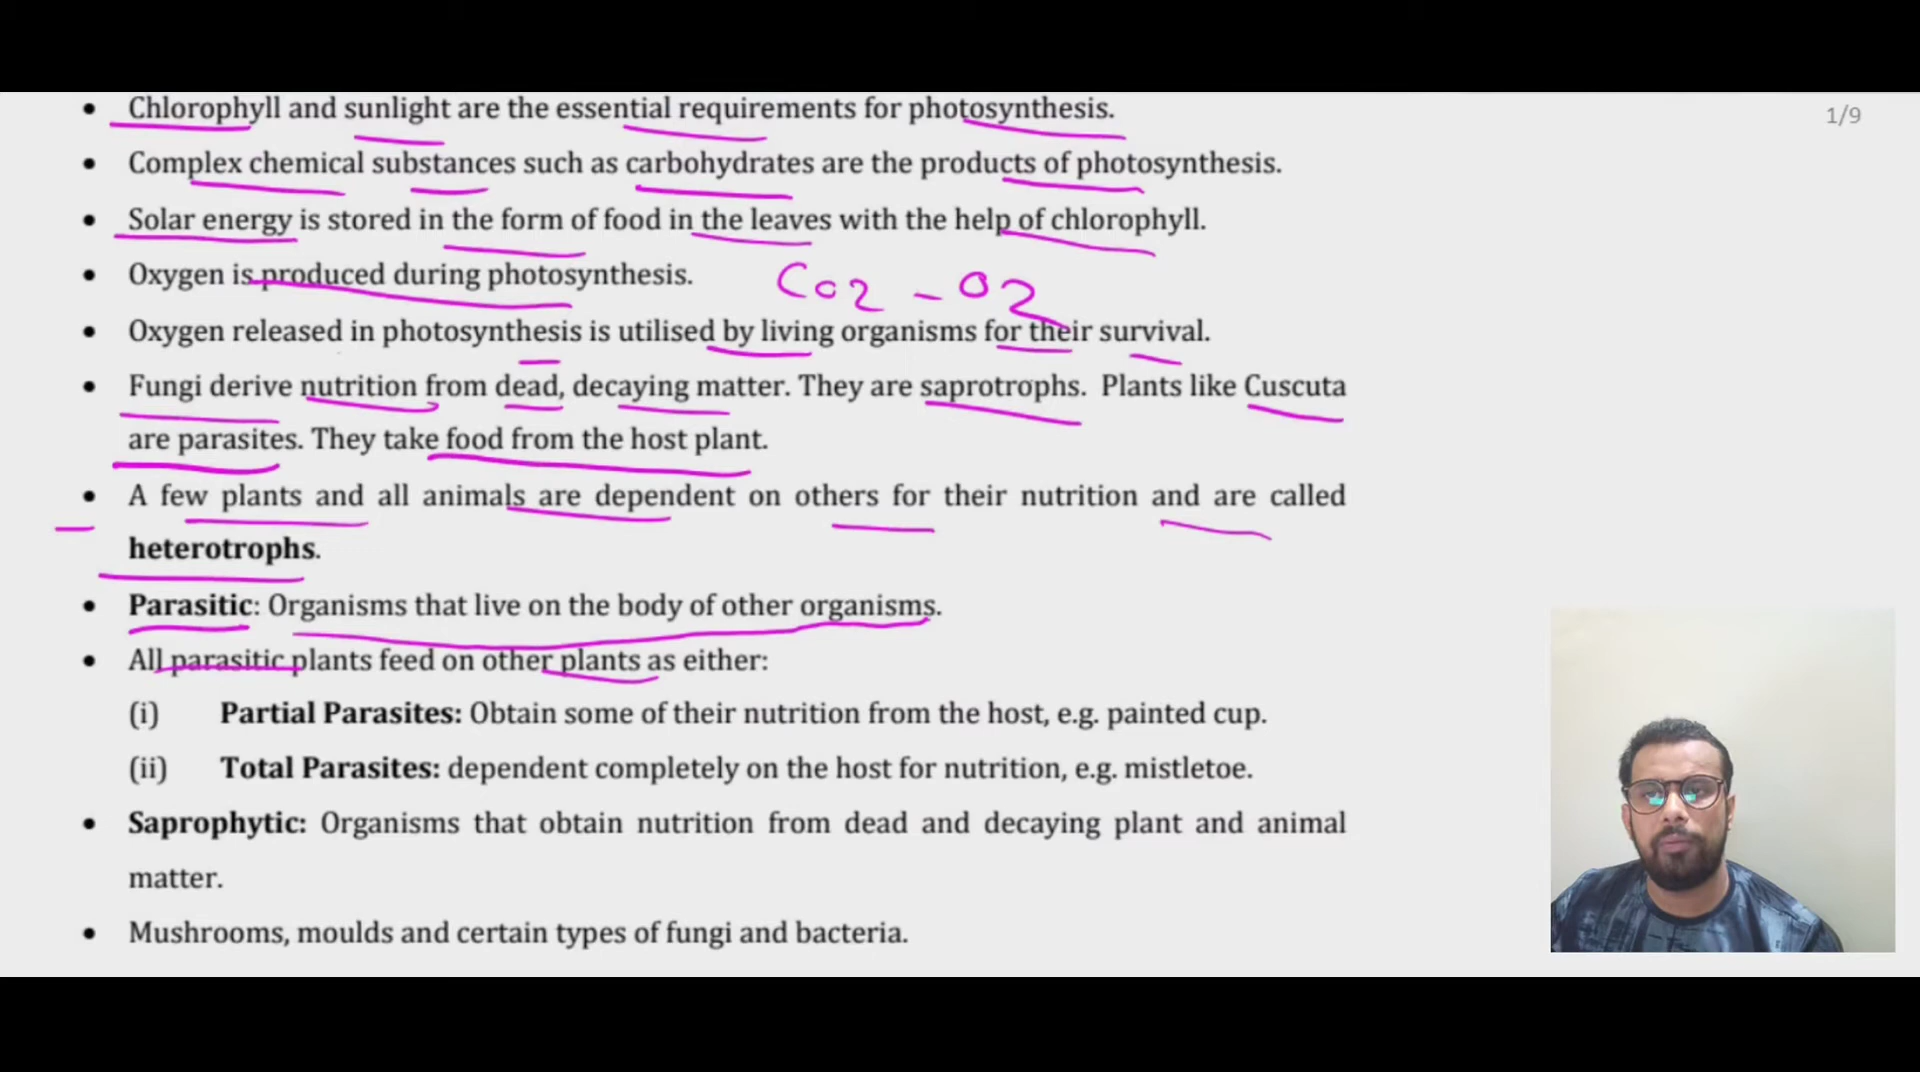 • Chlorophyll and sunlight are the essential requirements for photosynthesis.
1/9
• Complex chemical substances such as carbohydrates are the products of photosynthesis.
• Solar energy is stored in the form of food in the leaves with the help of chlorophyll.
• Oxygen is produced during photosynthesis.
CO2 - O2
• Oxygen released in photosynthesis is utilised by living organisms for their survival.
• Fungi derive nutrition from dead, decaying matter. They are saprotrophs. Plants like Cuscuta
are parasites. They take food from the host plant.
• A few plants and all animals are dependent on others for their nutrition and are called
heterotrophs.
• Parasitic: Organisms that live on the body of other organisms.
• All parasitic plants feed on other plants as either:
(i) Partial Parasites: Obtain some of their nutrition from the host, e.g. painted cup.
(ii) Total Parasites: dependent completely on the host for nutrition, e.g. mistletoe.
• Saprophytic: Organisms that obtain nutrition from dead and decaying plant and animal
matter.
• Mushrooms, moulds and certain types of fungi and bacteria.